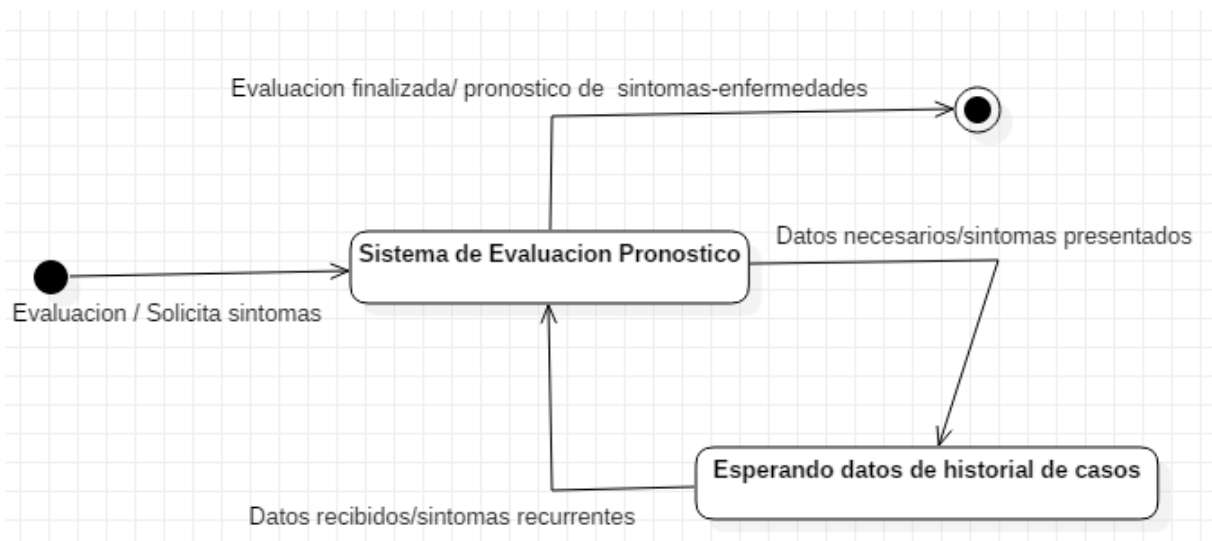 Evaluacion finalizada/ pronostico de sintomas-enfermedades
Datos necesarios/sintomas presentados
Sistema de Evaluacion Pronostico
Evaluacion / Solicita sintomas
Esperando datos de historial de casos
Datos recibidos/sintomas recurrentes